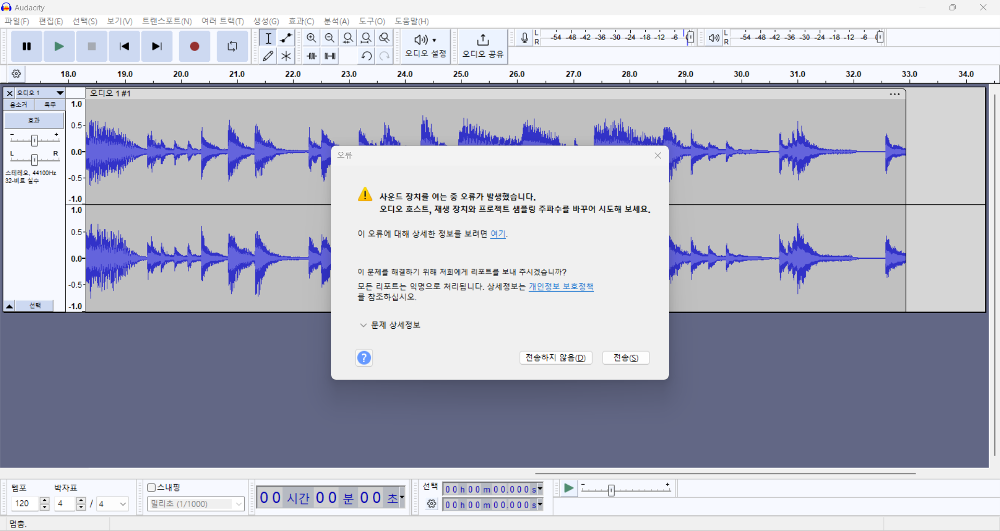 Audacity
파일(F) 편집(E) 선택(S) 보기(V) 트랜스포트(N) 여러 트랙(T) 생성(G) 효과(C) 분석(A) 도구(O) 도움말(H)
오디오 설정
오디오 공유
L
R
-54 -48 -42 -36 -30 -24 -18 -12 -6 0
L
R
-54 -48 -42 -36 -30 -24 -18 -12 -6 0
18.0 19.0 20.0 21.0 22.0 23.0 24.0 25.0 26.0 27.0 28.0 29.0 30.0 31.0 32.0 33.0 34.0
오디오 1
오디오 1 #1
음소거 독주
효과
- +
L R
스테레오, 44100Hz
32-비트 실수
선택
1.0
0.5
0.0
-0.5
-1.0
1.0
0.5
0.0
-0.5
-1.0
오류
사운드 장치를 여는 중 오류가 발생했습니다.
오디오 호스트, 재생 장치와 프로젝트 샘플링 주파수를 바꾸어 시도해 보세요.
이 오류에 대해 상세한 정보를 보려면 여기.
이 문제를 해결하기 위해 저희에게 리포트를 보내 주시겠습니까?
모든 리포트는 익명으로 처리됩니다. 상세정보는 개인정보 보호정책
를 참조하십시오.
문제 상세정보
?
전송하지 않음(D)
전송(S)
템포 박자표
120 4 / 4
스내핑
밀리초 (1/1000)
00 시간 00 분 00 초
선택
00 h 00 m 00.000 s
00 h 00 m 00.000 s
- +
멈춤.